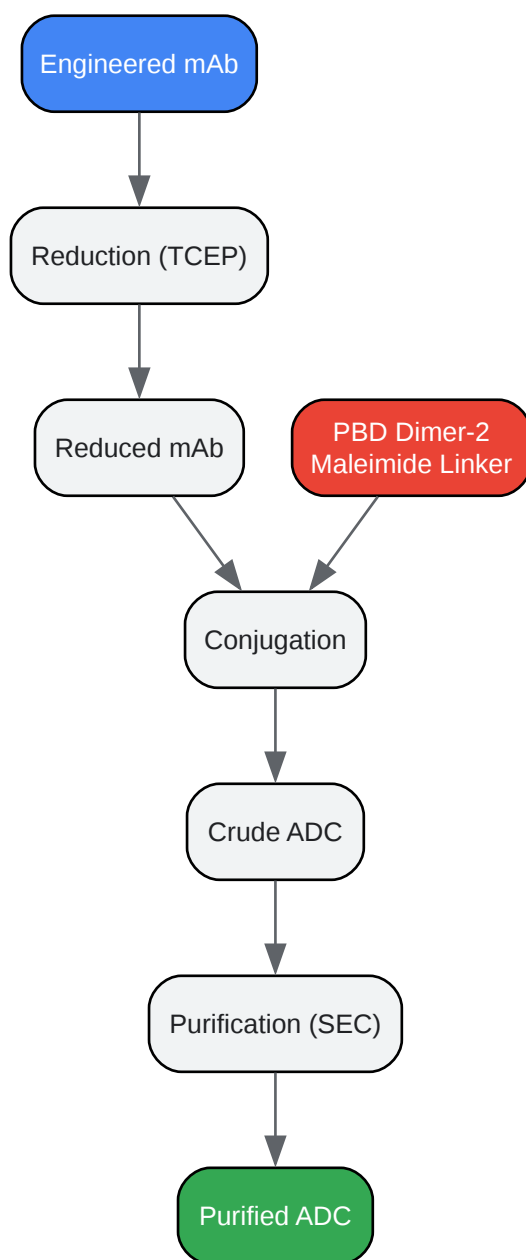 Engineered mAb
Reduction (TCEP)
Reduced mAb
PBD Dimer-2
Maleimide Linker
Conjugation
Crude ADC
Purification (SEC)
Purified ADC